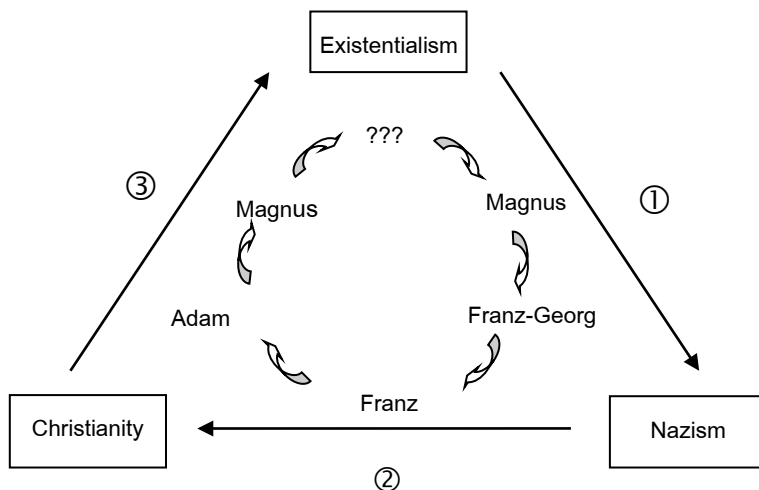 Existentialism
???
③
Magnus
Magnus
①
Adam
Franz-Georg
Franz
Christianity
Nazism
②